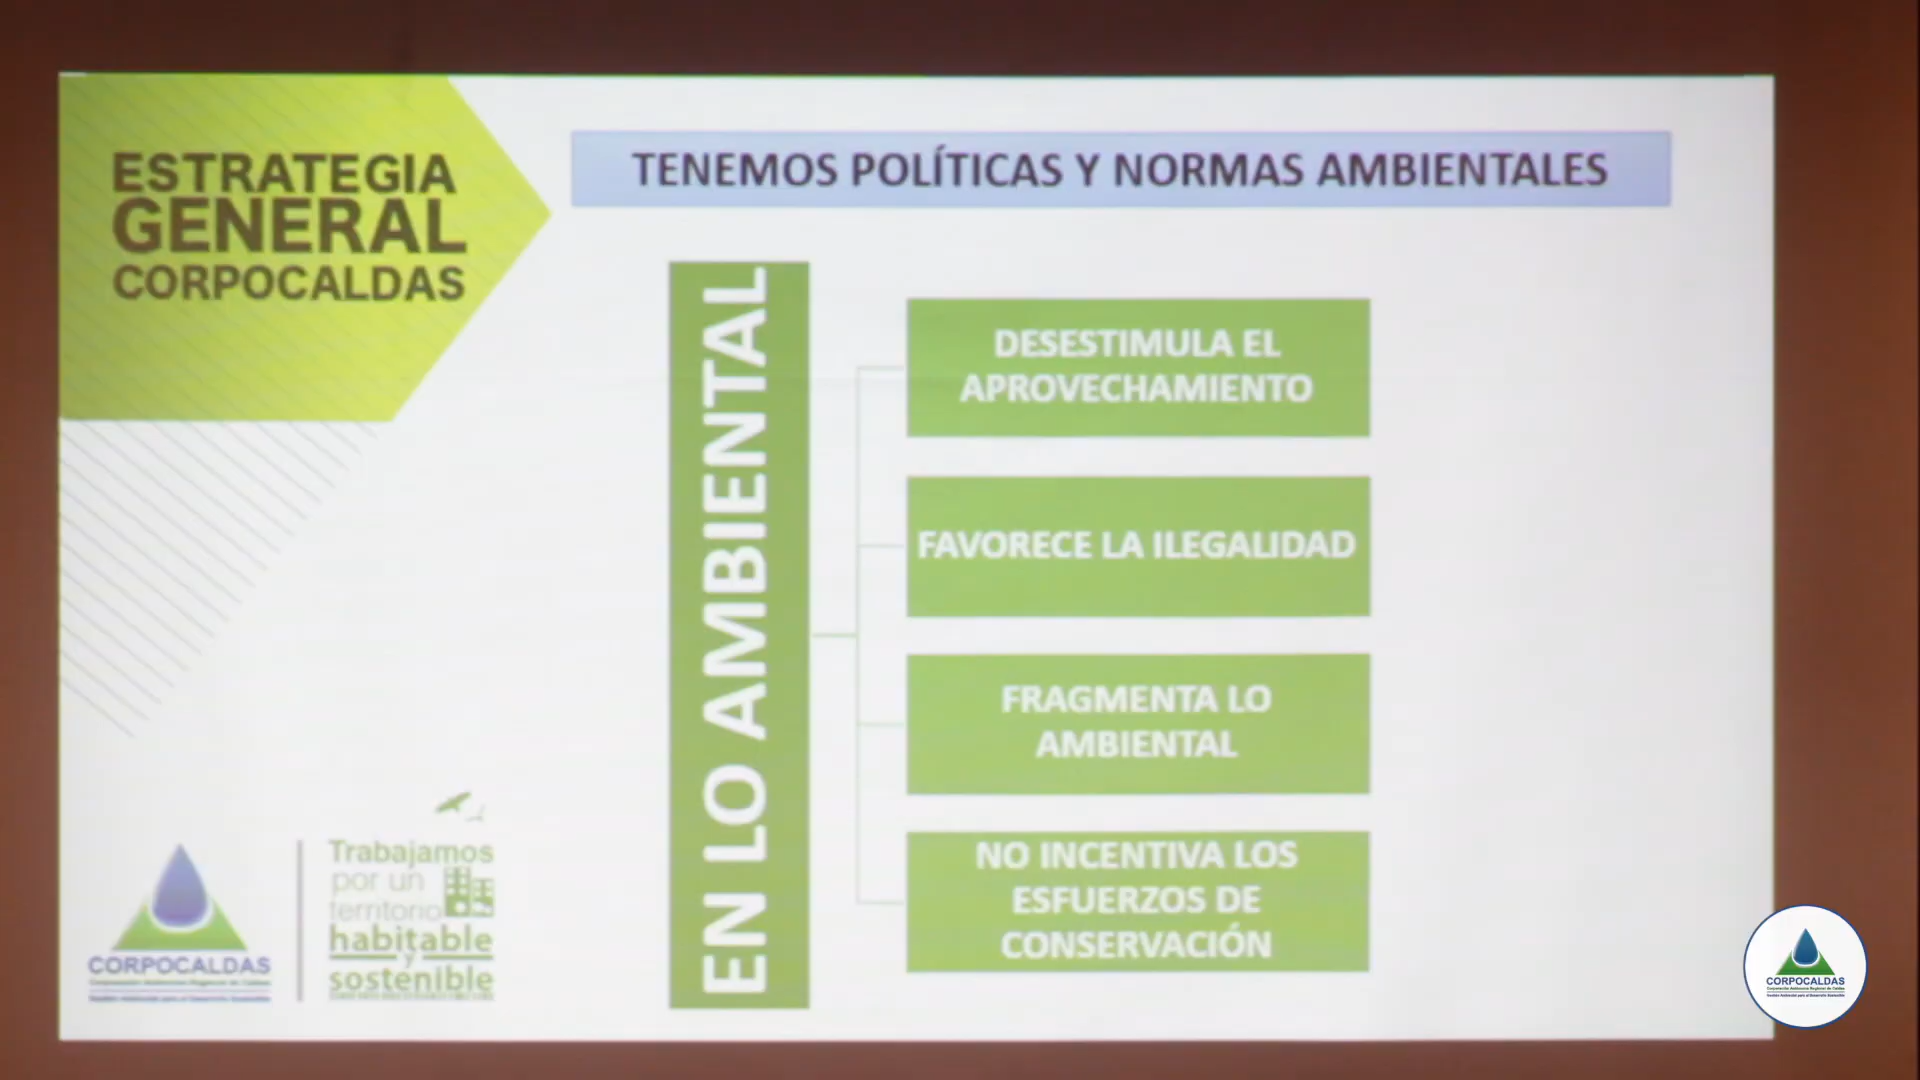 ESTRATEGIA
GENERAL
CORPOCALDAS
TENEMOS POLÍTICAS Y NORMAS AMBIENTALES
EN LO AMBIENTAL
DESESTIMULA EL
APROVECHAMIENTO
FAVORECE LA ILEGALIDAD
FRAGMENTA LO
AMBIENTAL
NO INCENTIVA LOS
ESFUERZOS DE
CONSERVACIÓN
CORPOCALDAS
Trabajamos
por un
territorio
habitable
y
sostenible
CORPOCALDAS